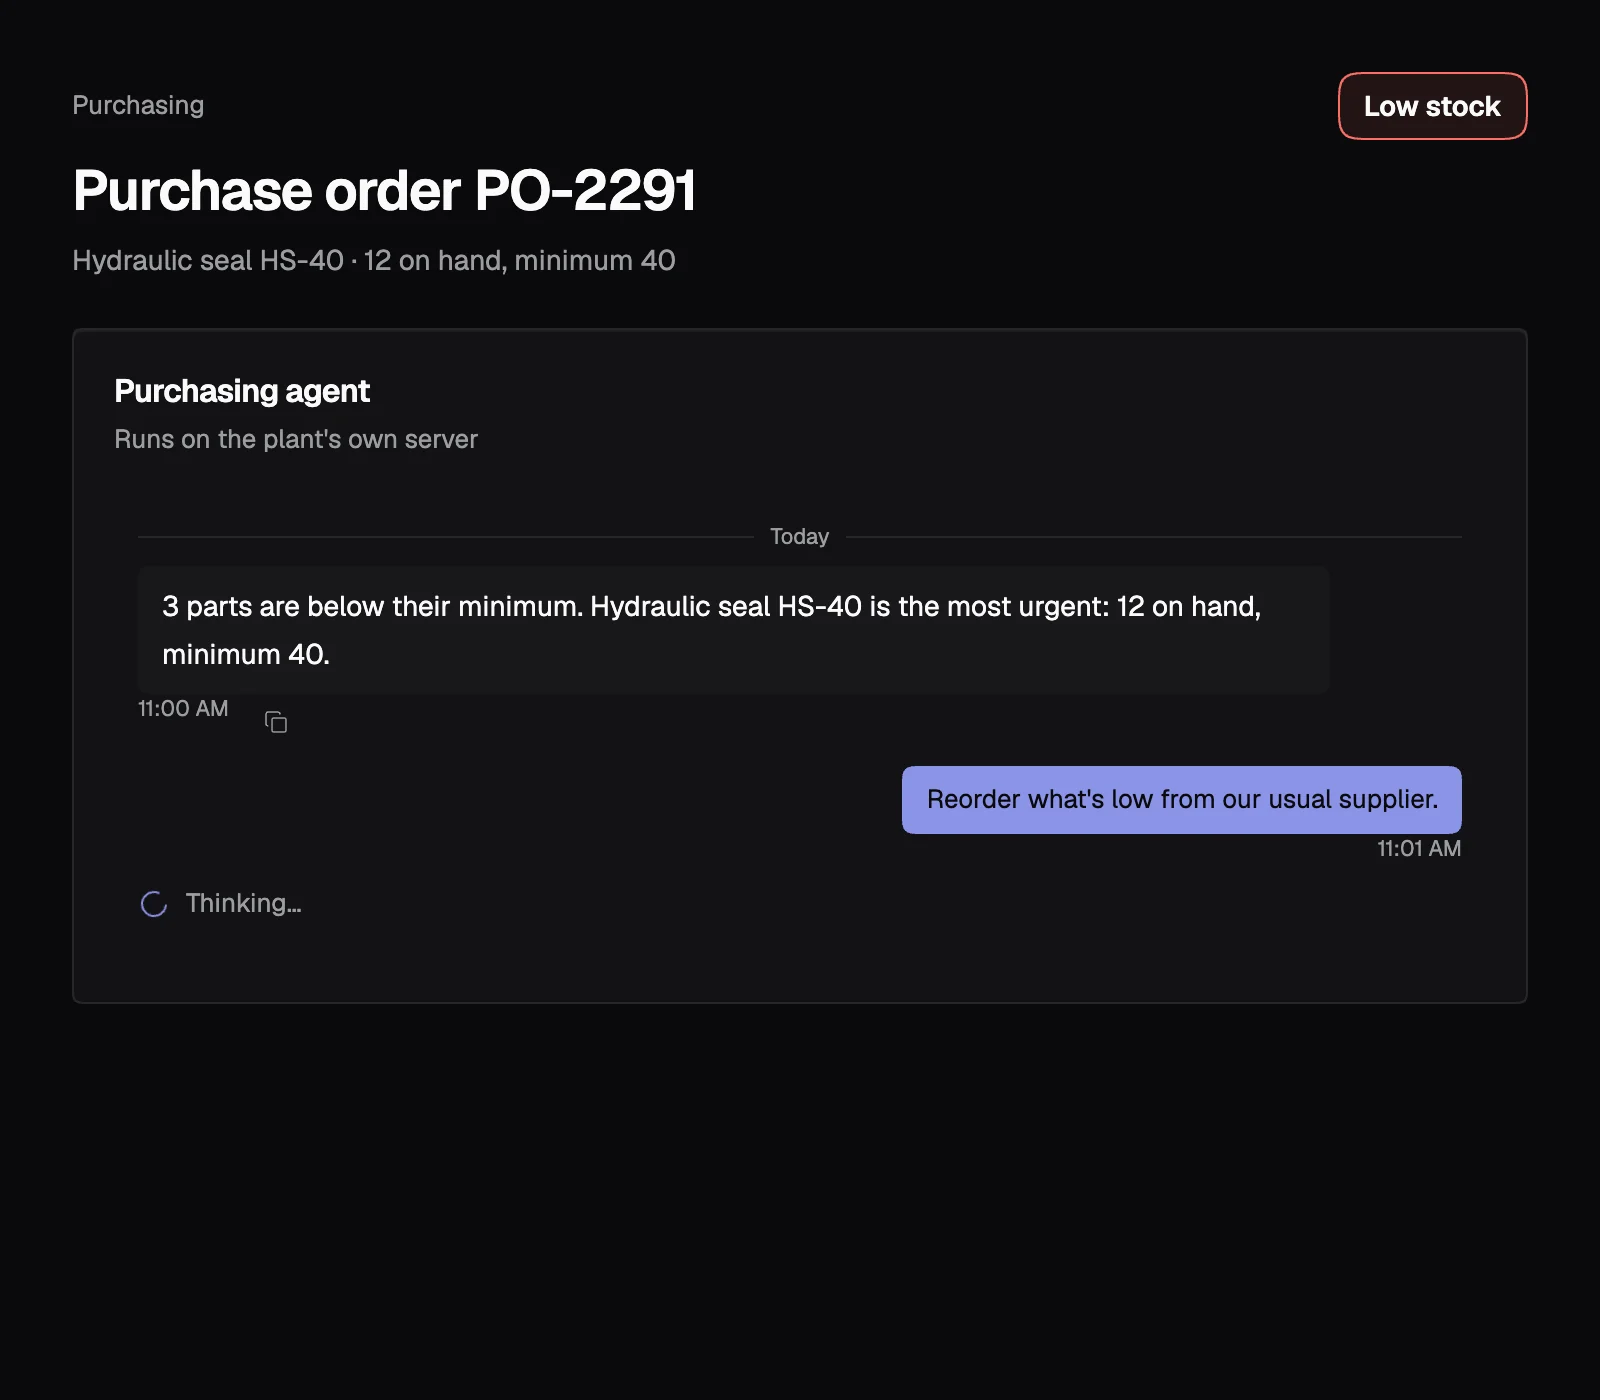 Purchasing
Low stock
Purchase order PO-2291
Hydraulic seal HS-40 · 12 on hand, minimum 40
Purchasing agent
Runs on the plant's own server
Today
3 parts are below their minimum. Hydraulic seal HS-40 is the most urgent: 12 on hand,
minimum 40.
11:00 AM
Reorder what's low from our usual supplier.
11:01 AM
Thinking...